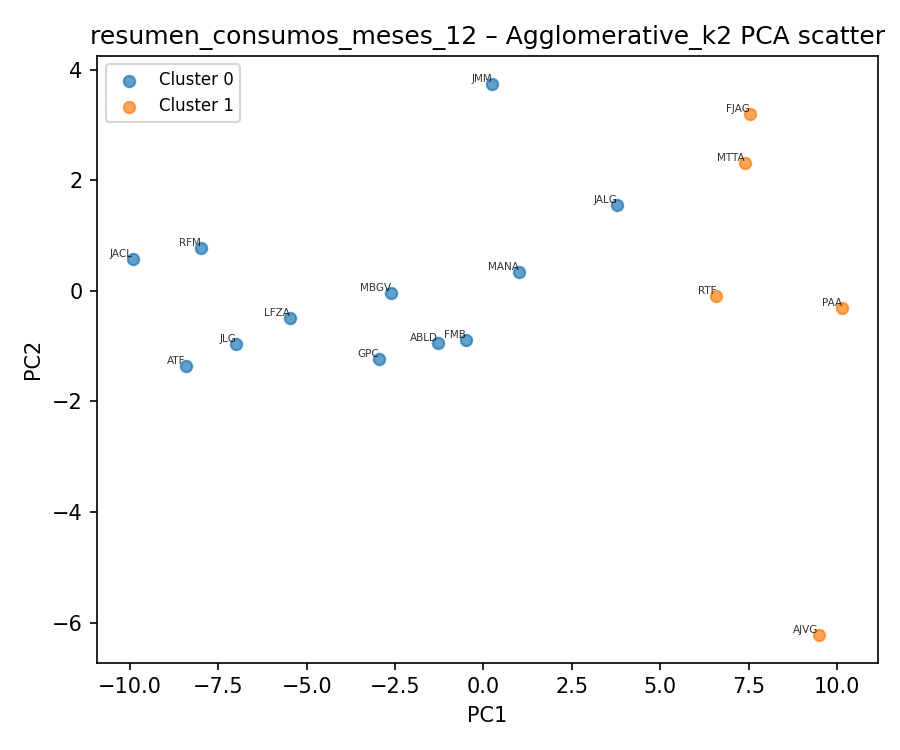 resumen_consumos_meses_12 – Agglomerative_k2 PCA scatter
Cluster 0
Cluster 1
JMM
FJAG
MTTA
JALG
RFM
JACL
MANA
MBGV
RTF
PAA
LFZA
JLG
ABLD
FMB
GPC
ATF
AJVG
4
2
0
−2
−4
−6
PC2
−10.0
−7.5
−5.0
−2.5
0.0
2.5
5.0
7.5
10.0
PC1